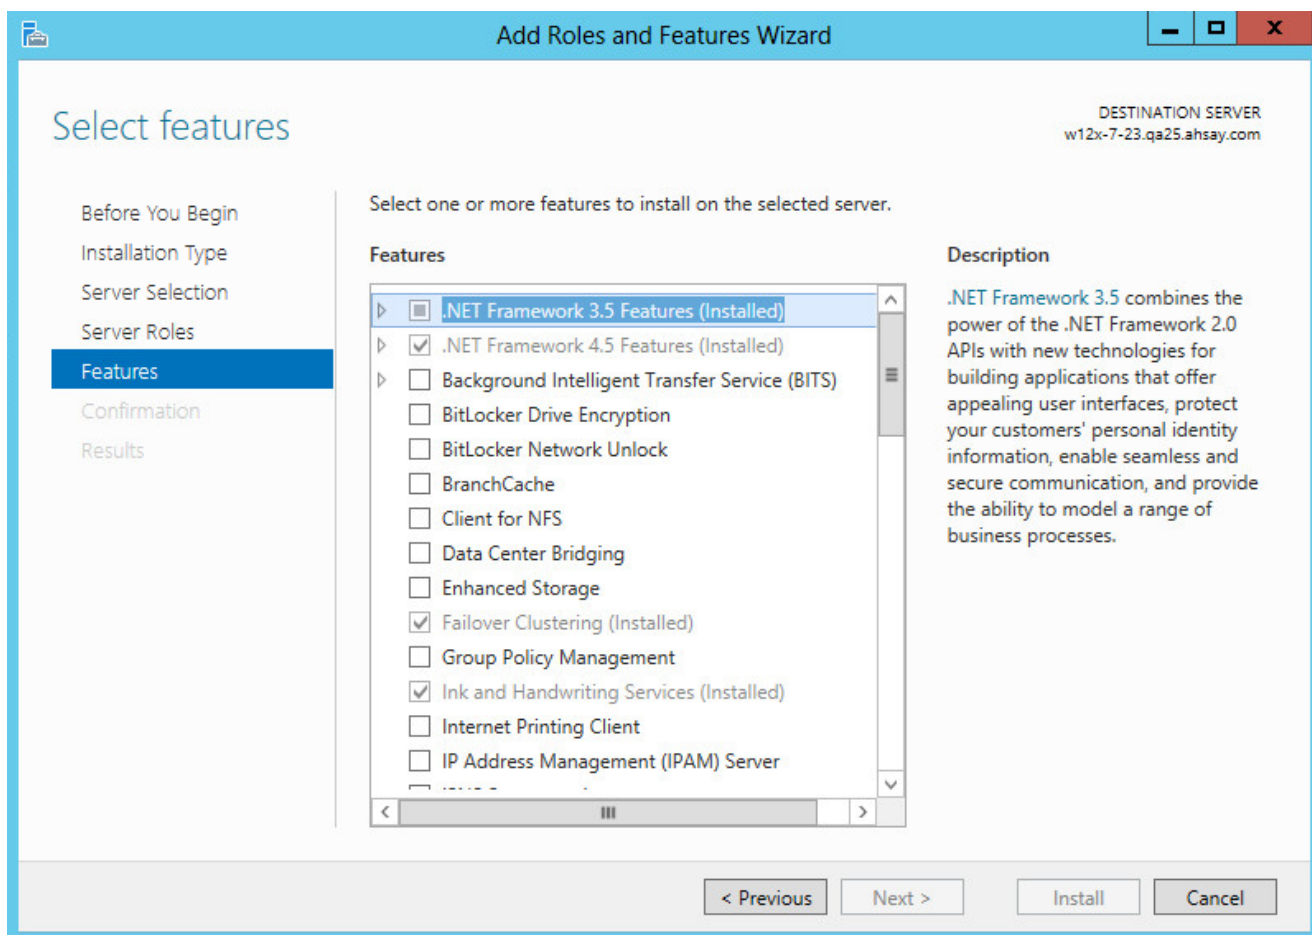 Add Roles and Features Wizard
Select features
DESTINATION SERVER
w12x-7-23.qa25.ahsay.com
Before You Begin
Installation Type
Server Selection
Server Roles
Features
Confirmation
Results
Select one or more features to install on the selected server.
Features
.NET Framework 3.5 Features (Installed)
.NET Framework 4.5 Features (Installed)
Background Intelligent Transfer Service (BITS)
BitLocker Drive Encryption
BitLocker Network Unlock
BranchCache
Client for NFS
Data Center Bridging
Enhanced Storage
Failover Clustering (Installed)
Group Policy Management
Ink and Handwriting Services (Installed)
Internet Printing Client
IP Address Management (IPAM) Server
Description
.NET Framework 3.5 combines the
power of the .NET Framework 2.0
APIs with new technologies for
building applications that offer
appealing user interfaces, protect
your customers' personal identity
information, enable seamless and
secure communication, and provide
the ability to model a range of
business processes.
< Previous
Next >
Install
Cancel